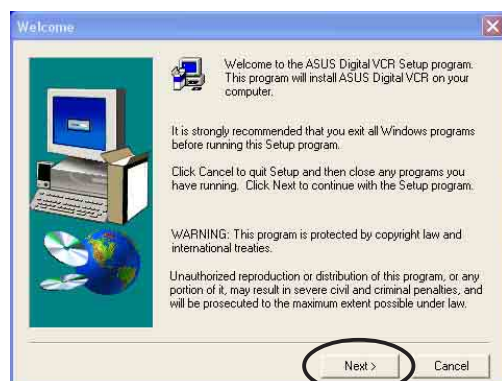 Welcome
Welcome to the ASUS Digital VCR Setup program.
This program will install ASUS Digital VCR on your
computer.
It is strongly recommended that you exit all Windows programs
before running this Setup program.
Click Cancel to quit Setup and then close any programs you
have running. Click Next to continue with the Setup program.
WARNING: This program is protected by copyright law and
international treaties.
Unauthorized reproduction or distribution of this program, or any
portion of it, may result in severe civil and criminal penalties, and
will be prosecuted to the maximum extent possible under law.
Next >
Cancel